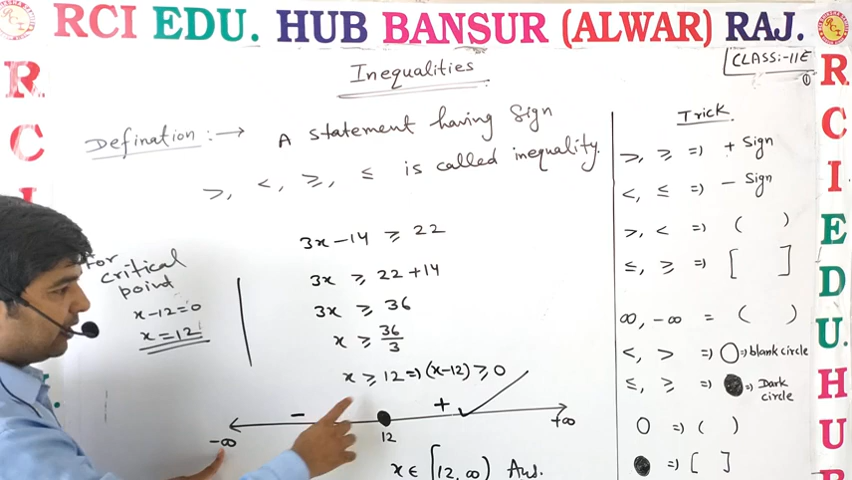 RCI EDU. HUB BANSUR (ALWAR) RAJ.
CLASS:-11E
①
Inequalities
Defination :→ A statement having Sign
>, <, ≥, ≤ is called inequality.
3x-14 ≥ 22
3x ≥ 22+14
3x ≥ 36
x ≥ 36/3
x ≥ 12 => (x-12) ≥ 0
For
critical
point
x-12=0
x=12
- +
-∞ 12 +∞
x ∈ [12, ∞) Ans.
Trick
>, ≥ => + Sign
<, ≤ => - Sign
>, < => ( )
≤, ≥ => [ ]
∞, -∞ = ( )
<, > => ○ => blank circle
≤, ≥ => ● => Dark
circle
○ => ( )
● => [ ]
R
C
I
E
D
U.
H
U
R
C